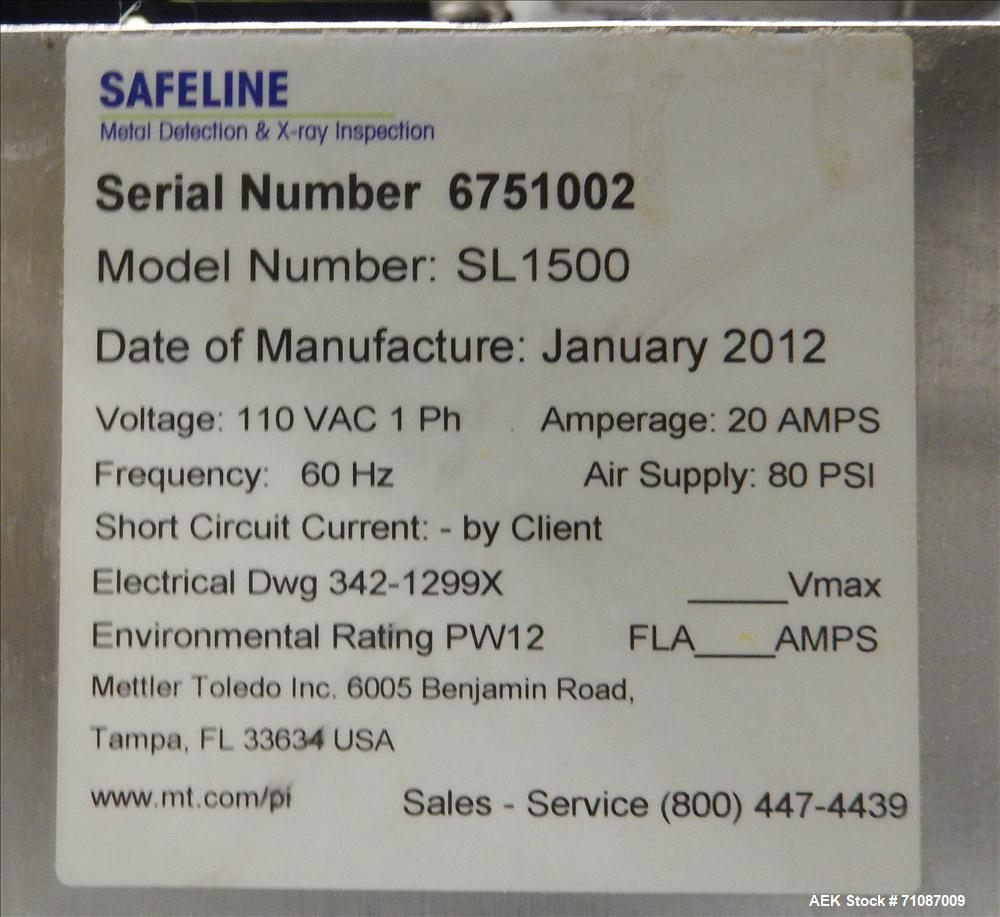 SAFELINE
Metal Detection & X-ray Inspection
Serial Number 6751002
Model Number: SL1500
Date of Manufacture: January 2012
Voltage: 110 VAC 1 Ph Amperage: 20 AMPS
Frequency: 60 Hz Air Supply: 80 PSI
Short Circuit Current: - by Client
Electrical Dwg 342-1299X _____Vmax
Environmental Rating PW12 FLA____AMPS
Mettler Toledo Inc. 6005 Benjamin Road,
Tampa, FL 33634 USA
www.mt.com/pi Sales - Service (800) 447-4439
AEK Stock # 71087009